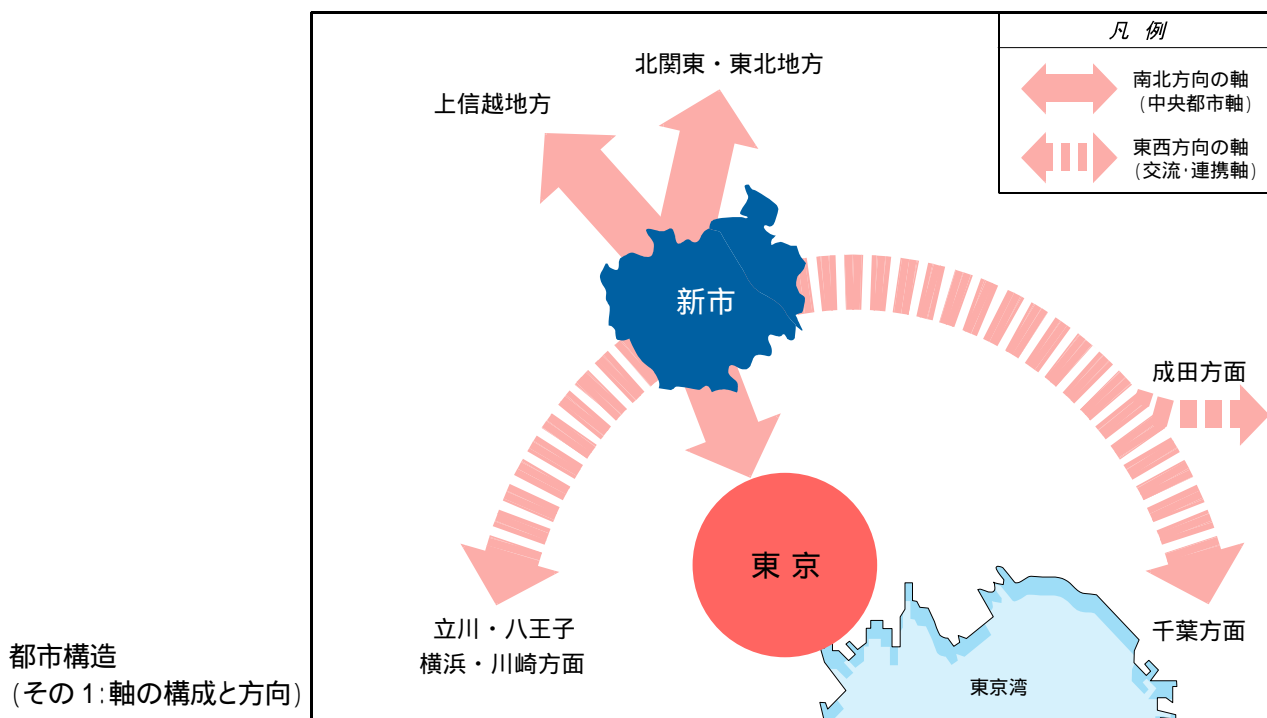 凡 例
南北方向の軸
(中央都市軸)
東西方向の軸
(交流・連携軸)
北関東・東北地方
上信越地方
新市
成田方面
東 京
立川・八王子
横浜・川崎方面
千葉方面
東京湾
都市構造
(その1:軸の構成と方向)